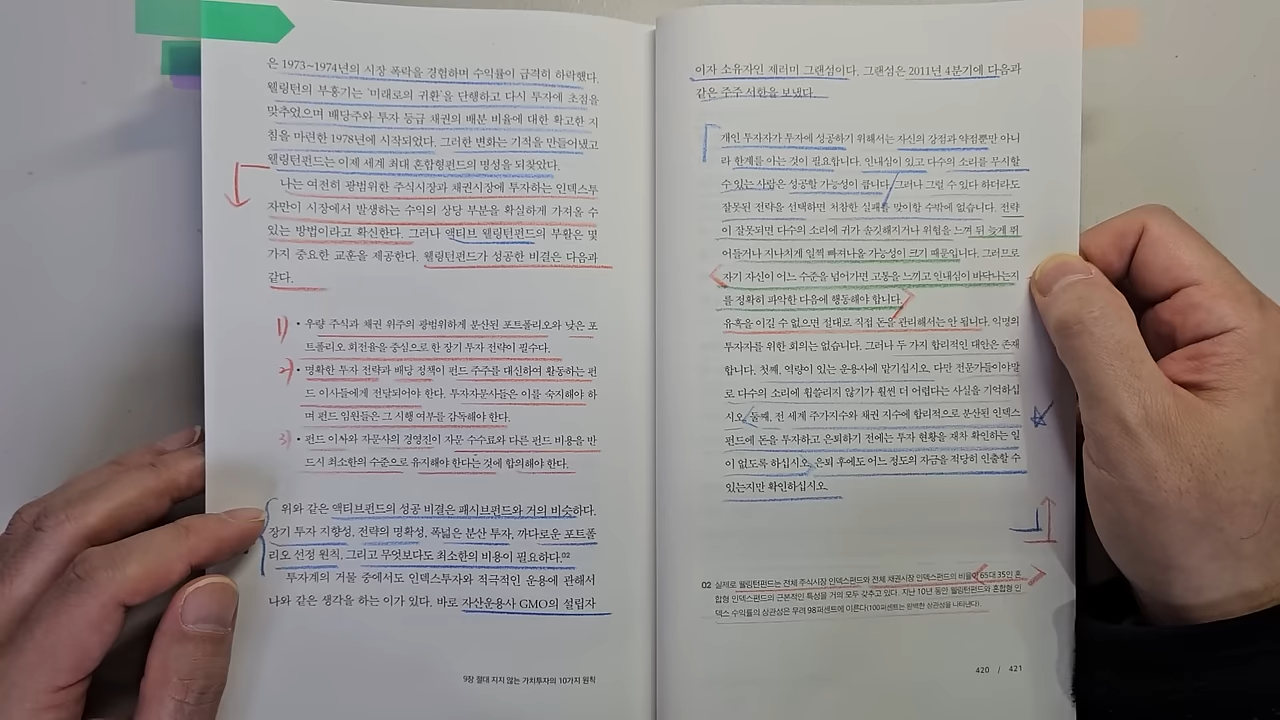 은 1973~1974년의 시장 폭락을 경험하며 수익률이 급격히 하락했다.
웰링턴의 부흥기는 '미래로의 귀환'을 단행하고 다시 투자에 초점을
맞추었으며 배당주와 투자 등급 채권의 배분 비율에 대한 확고한 지
침을 마련한 1978년에 시작되었다. 그러한 변화는 기적을 만들어냈고
웰링턴펀드는 이제 세계 최대 혼합형펀드의 명성을 되찾았다.
나는 여전히 광범위한 주식시장과 채권시장에 투자하는 인덱스투
자만이 시장에서 발생하는 수익의 상당 부분을 확실하게 가져올 수
있는 방법이라고 확신한다. 그러나 액티브 웰링턴펀드의 부활은 몇
가지 중요한 교훈을 제공한다. 웰링턴펀드가 성공한 비결은 다음과
같다.
1) • 우량 주식과 채권 위주의 광범위하게 분산된 포트폴리오와 낮은 포
트폴리오 회전율을 중심으로 한 장기 투자 전략이 필수다.
2) • 명확한 투자 전략과 배당 정책이 펀드 주주를 대신하여 활동하는 펀
드 이사들에게 전달되어야 한다. 투자자문사들은 이를 숙지해야 하
며 펀드 임원들은 그 시행 여부를 감독해야 한다.
3) • 펀드 이사와 자문사의 경영진이 자문 수수료와 다른 펀드 비용을 반
드시 최소한의 수준으로 유지해야 한다는 것에 합의해야 한다.
위와 같은 액티브펀드의 성공 비결은 패시브펀드와 거의 비슷하다.
장기 투자 지향성, 전략의 명확성, 폭넓은 분산 투자, 까다로운 포트폴
리오 선정 원칙, 그리고 무엇보다도 최소한의 비용이 필요하다.02
투자계의 거물 중에서도 인덱스투자와 적극적인 운용에 관해서
나와 같은 생각을 하는 이가 있다. 바로 자산운용사 GMO의 설립자
9장 절대 지지 않는 가치투자의 10가지 원칙
이자 소유자인 제러미 그랜섬이다. 그랜섬은 2011년 4분기에 다음과
같은 주주 서한을 보냈다.
개인 투자자가 투자에 성공하기 위해서는 자신의 강점과 약점뿐만 아니
라 한계를 아는 것이 필요합니다. 인내심이 있고 다수의 소리를 무시할
수 있는 사람은 성공할 가능성이 큽니다. 그러나 그럴 수 있다 하더라도
잘못된 전략을 선택하면 처참한 실패를 맞이할 수밖에 없습니다. 전략
이 잘못되면 다수의 소리에 귀가 솔깃해지거나 위협을 느껴 뒤늦게 뛰
어들거나 지나치게 일찍 빠져나올 가능성이 크기 때문입니다. 그러므로
자기 자신이 어느 수준을 넘어가면 고통을 느끼고 인내심이 바닥나는지
를 정확히 파악한 다음에 행동해야 합니다.
유혹을 이길 수 없으면 절대로 직접 돈을 관리해서는 안 됩니다. 익명의
투자자를 위한 회의는 없습니다. 그러나 두 가지 합리적인 대안은 존재
합니다. 첫째, 역량이 있는 운용사에 맡기십시오. 다만 전문가들이야말
로 다수의 소리에 휩쓸리지 않기가 훨씬 더 어렵다는 사실을 기억하십
시오. 둘째, 전 세계 주가지수와 채권 지수에 합리적으로 분산된 인덱스
펀드에 돈을 투자하고 은퇴하기 전에는 투자 현황을 재차 확인하는 일
이 없도록 하십시오. 은퇴 후에도 어느 정도의 자금을 적당히 인출할 수
있는지만 확인하십시오.
02 실제로 웰링턴펀드는 전체 주식시장 인덱스펀드와 전체 채권시장 인덱스펀드의 비율이 65대 35인 혼
합형 인덱스펀드의 근본적인 특성을 거의 모두 갖추고 있다. 지난 10년 동안 웰링턴펀드와 혼합형 인
덱스 수익률의 상관성은 무려 98퍼센트에 이른다(100퍼센트는 완벽한 상관성을 나타낸다).
420 / 421